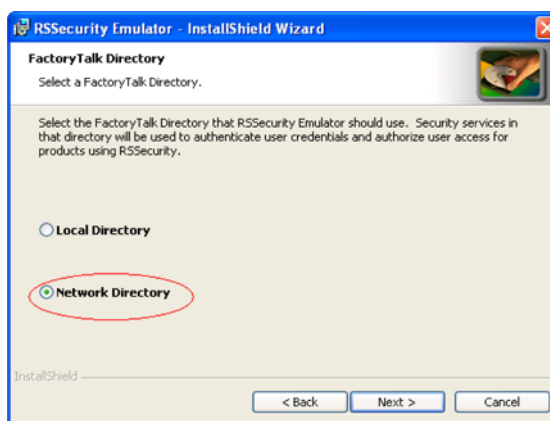 RSSecurity Emulator - InstallShield Wizard
FactoryTalk Directory
Select a FactoryTalk Directory.
Select the FactoryTalk Directory that RSSecurity Emulator should use. Security services in
that directory will be used to authenticate user credentials and authorize user access for
products using RSSecurity.
Local Directory
Network Directory
InstallShield
< Back Next > Cancel